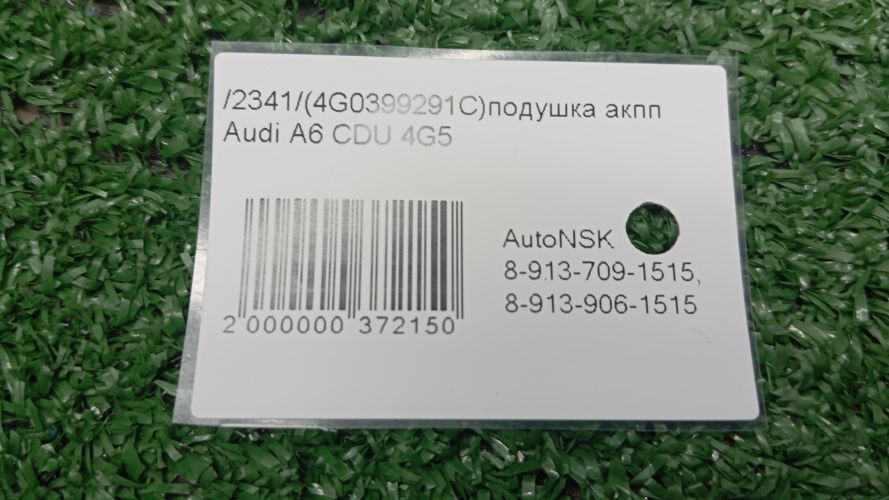 /2341/(4G0399291C)подушка акпп
Audi A6 CDU 4G5
AutoNSK
8-913-709-1515,
8-913-906-1515
2 000000 372150